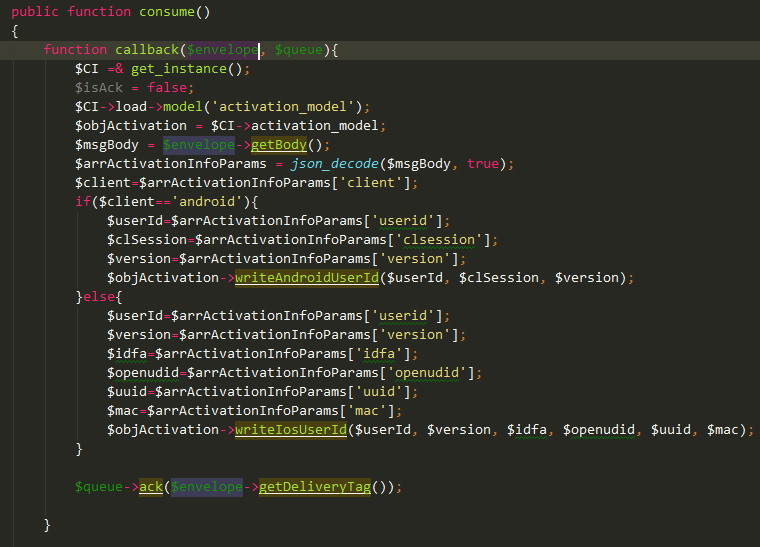 public function consume()
{
function callback($envelope, $queue){
$CI =& get_instance();
$isAck = false;
$CI->load->model('activation_model');
$objActivation = $CI->activation_model;
$msgBody = $envelope->getBody();
$arrActivationInfoParams = json_decode($msgBody, true);
$client=$arrActivationInfoParams['client'];
if($client=='android'){
$userId=$arrActivationInfoParams['userid'];
$clSession=$arrActivationInfoParams['clsession'];
$version=$arrActivationInfoParams['version'];
$objActivation->writeAndroidUserId($userId, $clSession, $version);
}else{
$userId=$arrActivationInfoParams['userid'];
$version=$arrActivationInfoParams['version'];
$idfa=$arrActivationInfoParams['idfa'];
$openudid=$arrActivationInfoParams['openudid'];
$uuid=$arrActivationInfoParams['uuid'];
$mac=$arrActivationInfoParams['mac'];
$objActivation->writeIosUserId($userId, $version, $idfa, $openudid, $uuid, $mac);
}
$queue->ack($envelope->getDeliveryTag());
}